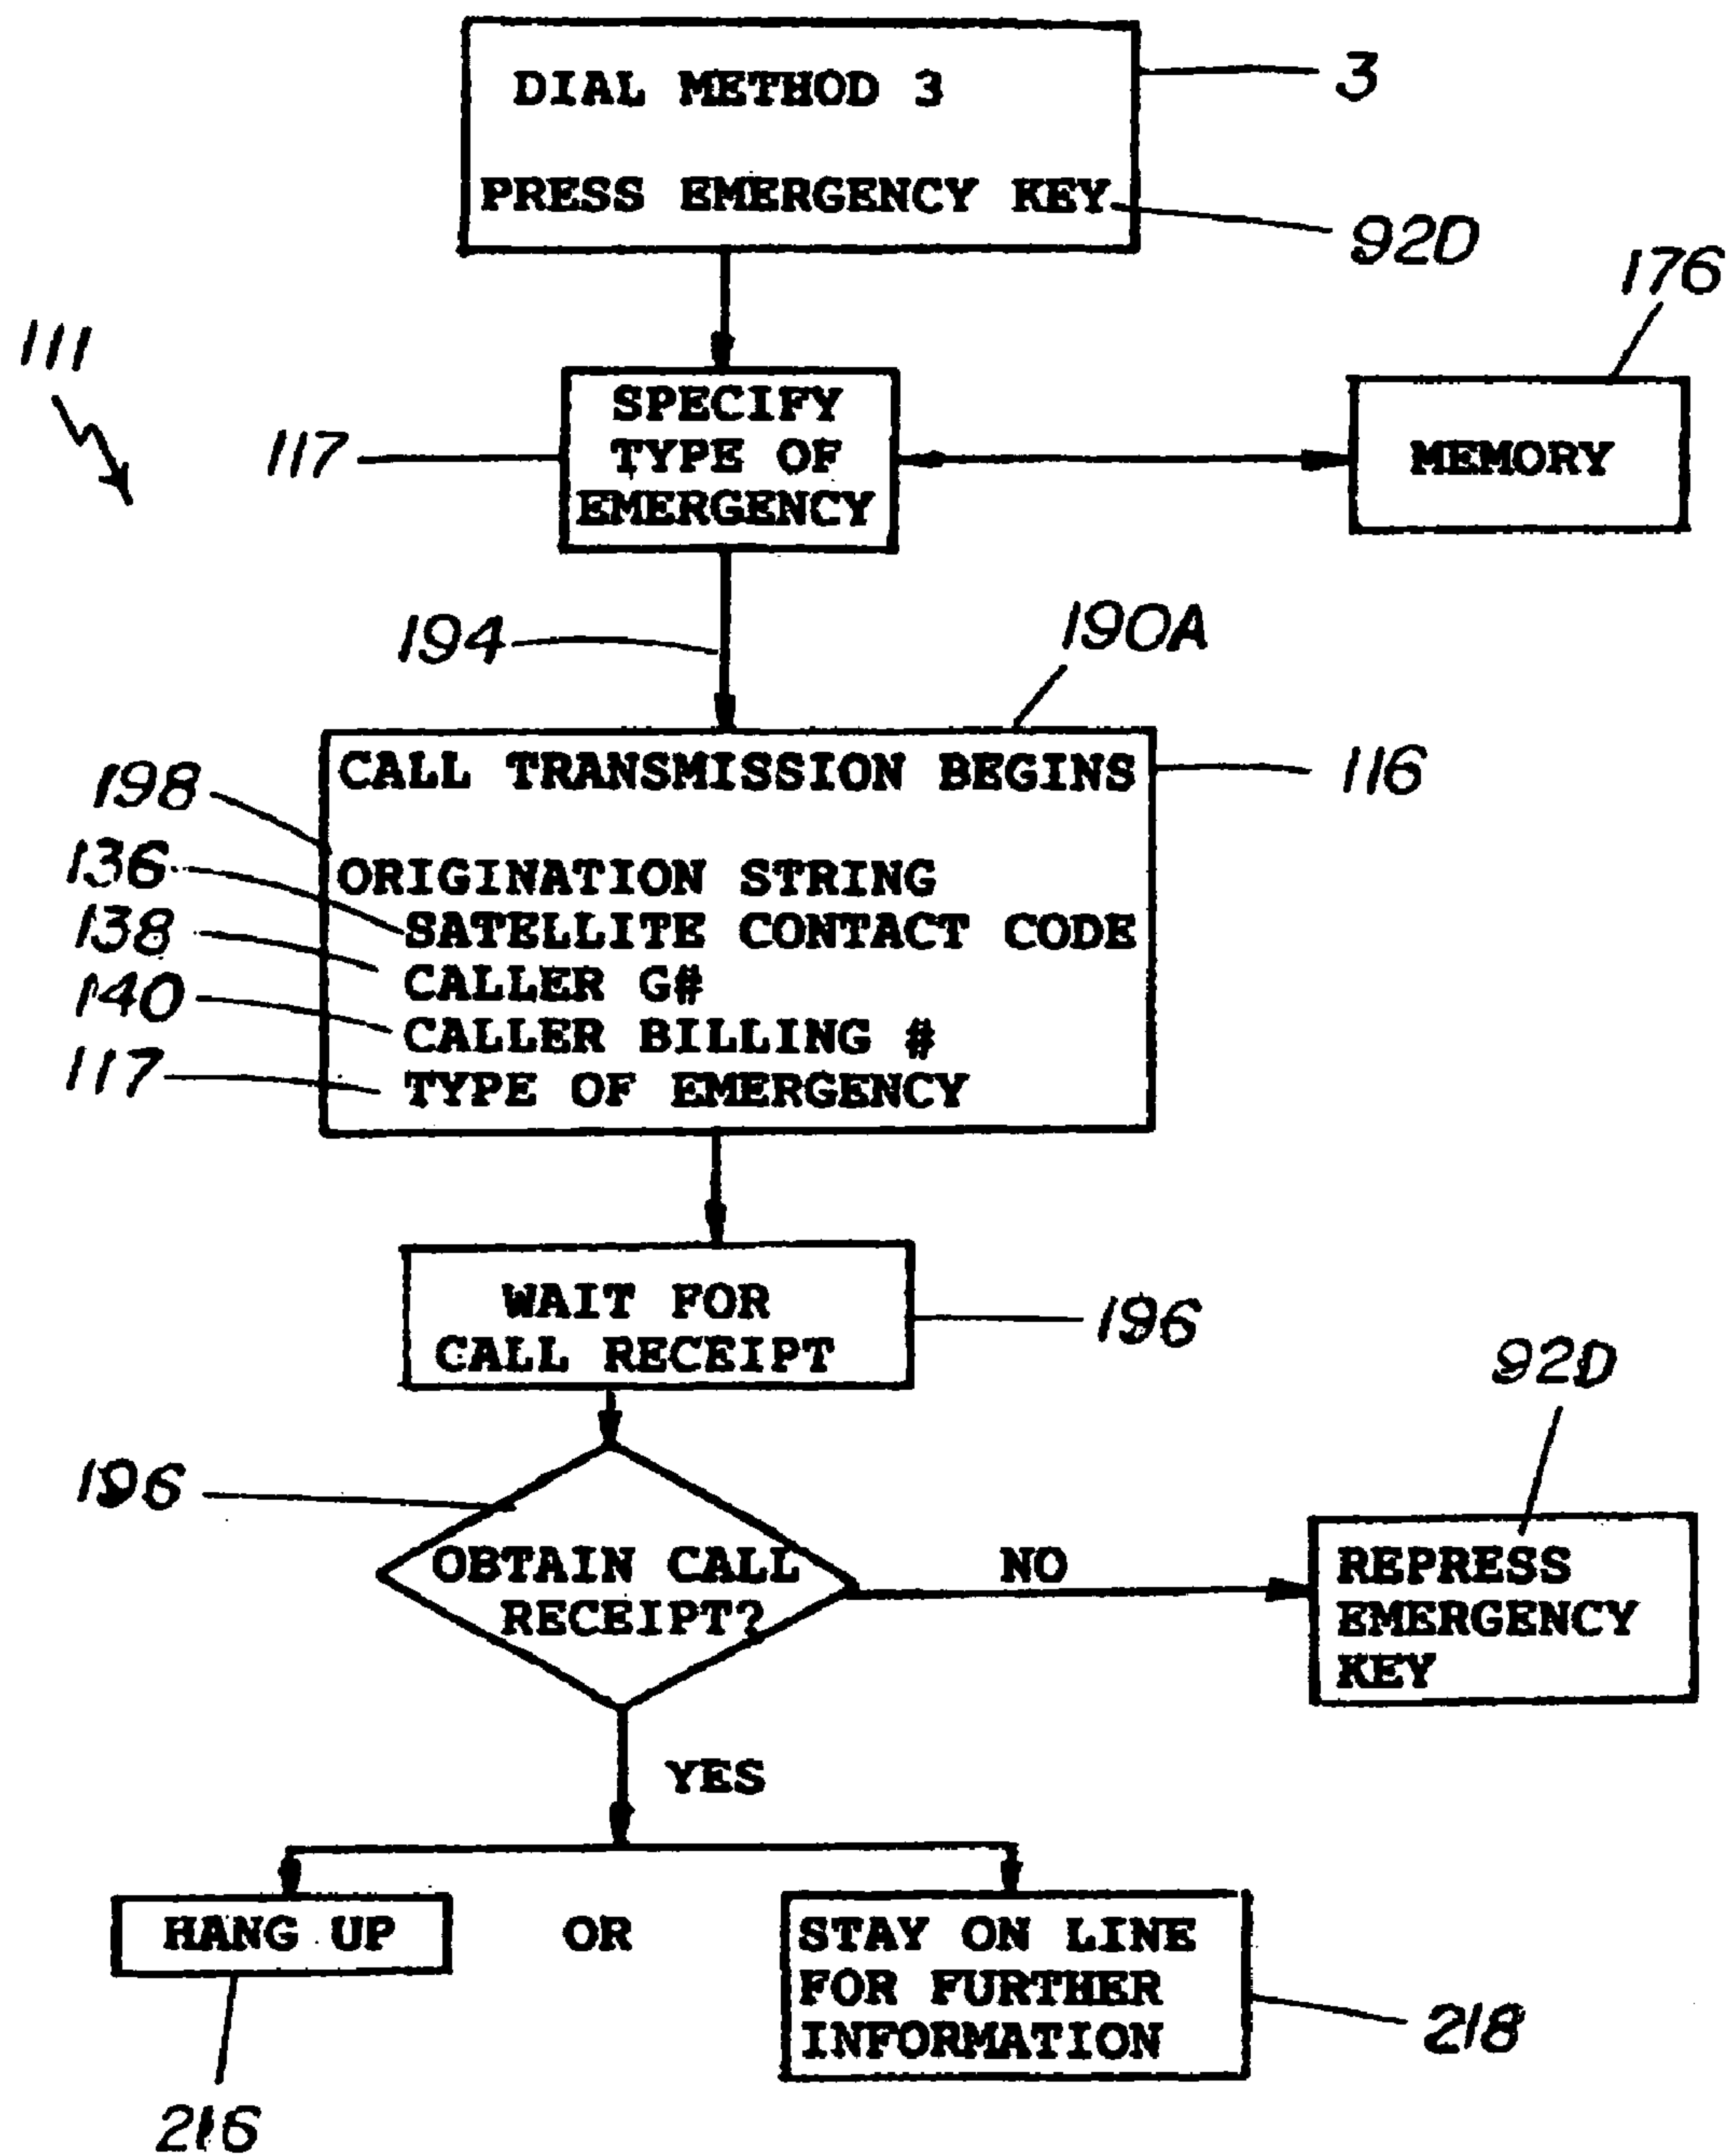 DIAL METHOD 3
3
PRESS EMERGENCY KEY
92D
176
111
SPECIFY
TYPE OF
EMERGENCY
117
MEMORY
194
190A
CALL TRANSMISSION BEGINS
116
198
ORIGINATION STRING
136
SATELLITE CONTACT CODE
138
CALLER G#
140
CALLER BILLING #
117
TYPE OF EMERGENCY
WAIT FOR
CALL RECEIPT
196
92D
196
OBTAIN CALL
RECEIPT?
NO
REPRESS
EMERGENCY
KEY
YES
HANG UP
OR
STAY ON LINE
FOR FURTHER
INFORMATION
218
216